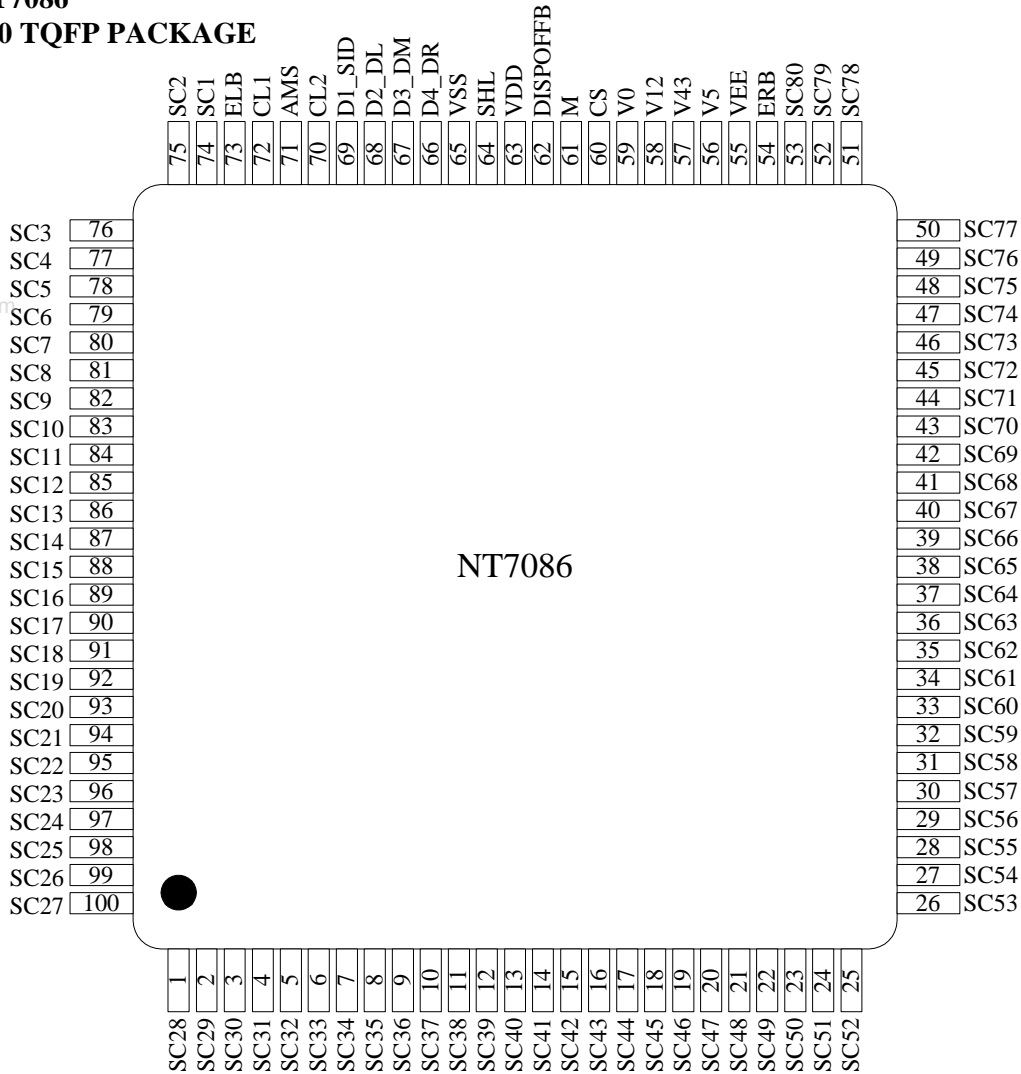 7086
0 TQFP PACKAGE
SC2 SC1 ELB CL1 AMS CL2 D1_SID D2_DL D3_DM D4_DR VSS SHL VDD DISPOFFB M CS V0 V12 V43 V5 VEE ERB SC80 SC79 SC78
75 74 73 72 71 70 69 68 67 66 65 64 63 62 61 60 59 58 57 56 55 54 53 52 51
SC3 76 50 SC77
SC4 77 49 SC76
SC5 78 48 SC75
SC6 79 47 SC74
SC7 80 46 SC73
SC8 81 45 SC72
SC9 82 44 SC71
SC10 83 43 SC70
SC11 84 42 SC69
SC12 85 41 SC68
SC13 86 40 SC67
SC14 87 39 SC66
SC15 88 38 SC65
SC16 89 37 SC64
SC17 90 36 SC63
SC18 91 35 SC62
SC19 92 34 SC61
SC20 93 33 SC60
SC21 94 32 SC59
SC22 95 31 SC58
SC23 96 30 SC57
SC24 97 29 SC56
SC25 98 28 SC55
SC26 99 27 SC54
SC27 100 26 SC53
NT7086
1 2 3 4 5 6 7 8 9 10 11 12 13 14 15 16 17 18 19 20 21 22 23 24 25
SC28 SC29 SC30 SC31 SC32 SC33 SC34 SC35 SC36 SC37 SC38 SC39 SC40 SC41 SC42 SC43 SC44 SC45 SC46 SC47 SC48 SC49 SC50 SC51 SC52